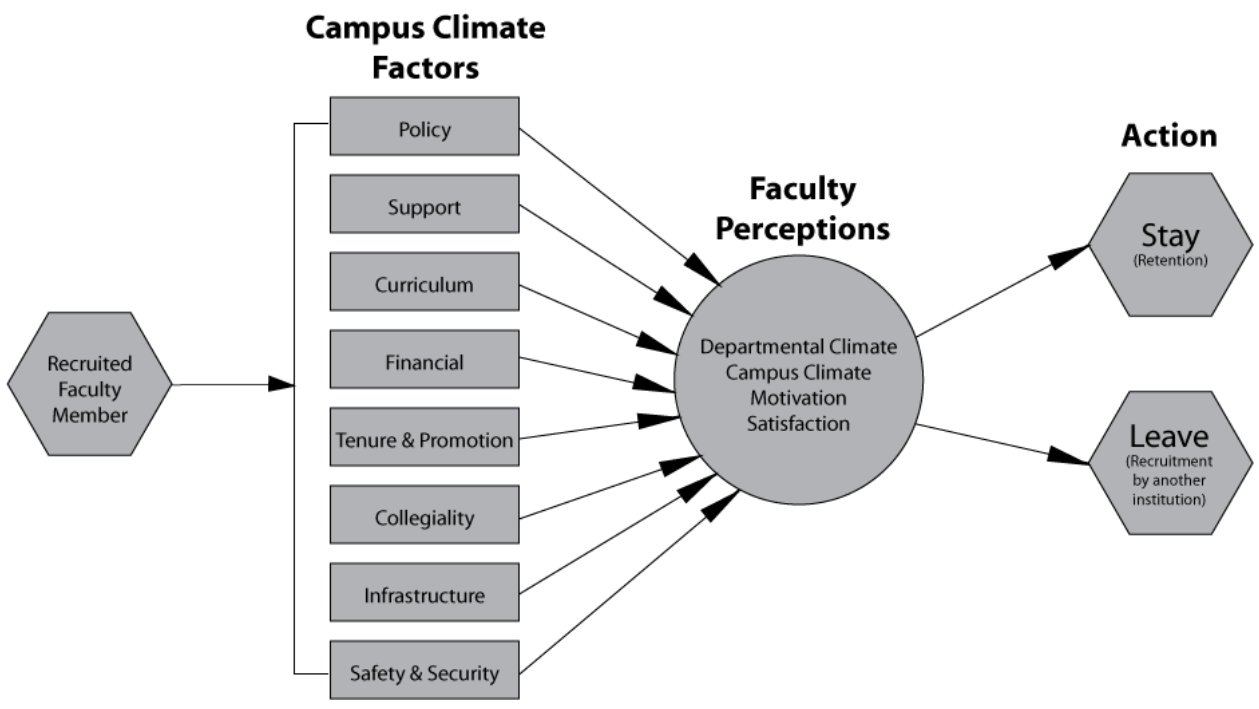 Campus Climate
Factors
Policy
Support
Curriculum
Financial
Tenure & Promotion
Collegiality
Infrastructure
Safety & Security
Recruited
Faculty
Member
Faculty
Perceptions
Departmental Climate
Campus Climate
Motivation
Satisfaction
Action
Stay
(Retention)
Leave
(Recruitment
by another
institution)